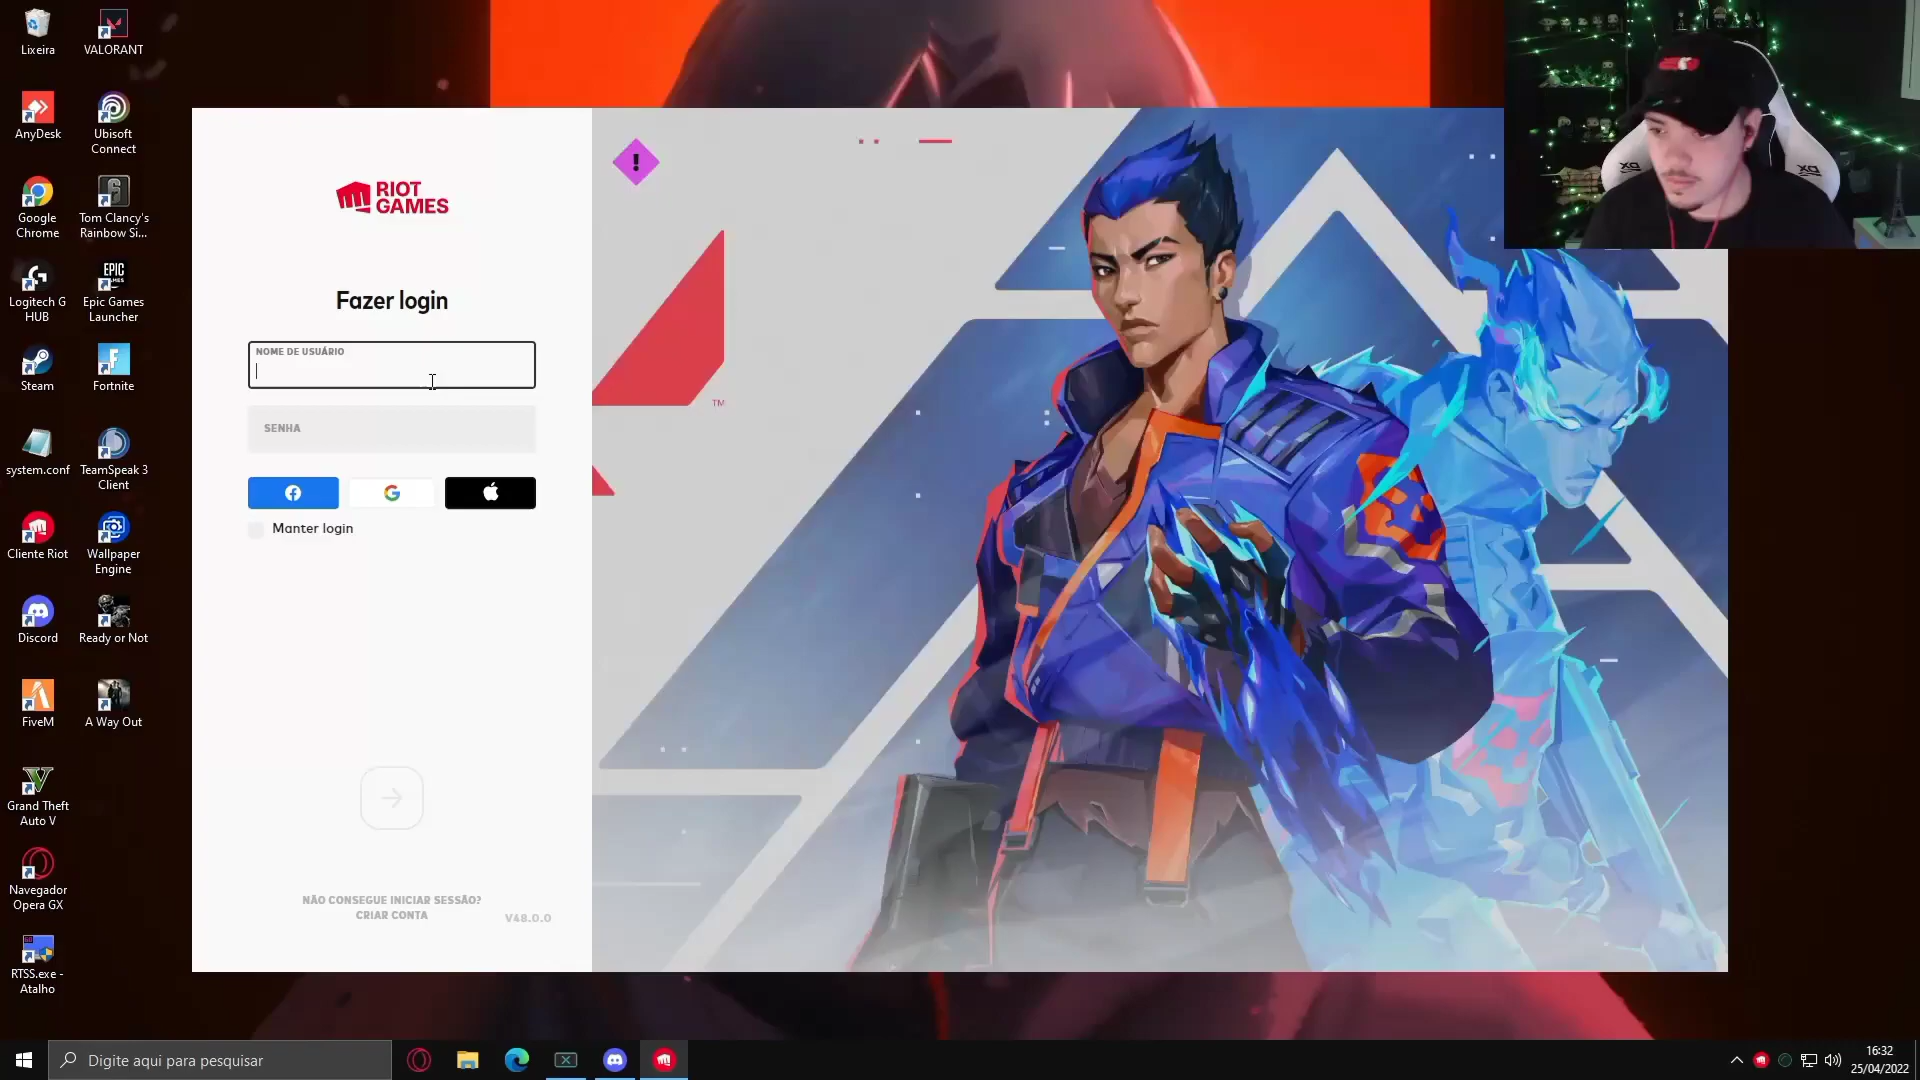 Lixeira
VALORANT
AnyDesk
Ubisoft
Connect
Google
Chrome
Tom Clancy's
Rainbow Si...
Logitech G
HUB
EPIC
GAMES
Epic Games
Launcher
Steam
Fortnite
system.conf
TeamSpeak 3
Client
Cliente Riot
Wallpaper
Engine
Discord
Ready or Not
FiveM
A Way Out
Grand Theft
Auto V
Navegador
Opera GX
RTSS.exe -
Atalho
RIOT
GAMES
Fazer login
NOME DE USUÁRIO
SENHA
Manter login
NÃO CONSEGUE INICIAR SESSÃO?
CRIAR CONTA
V48.0.0
!
TM
Digite aqui para pesquisar
16:32
25/04/2022